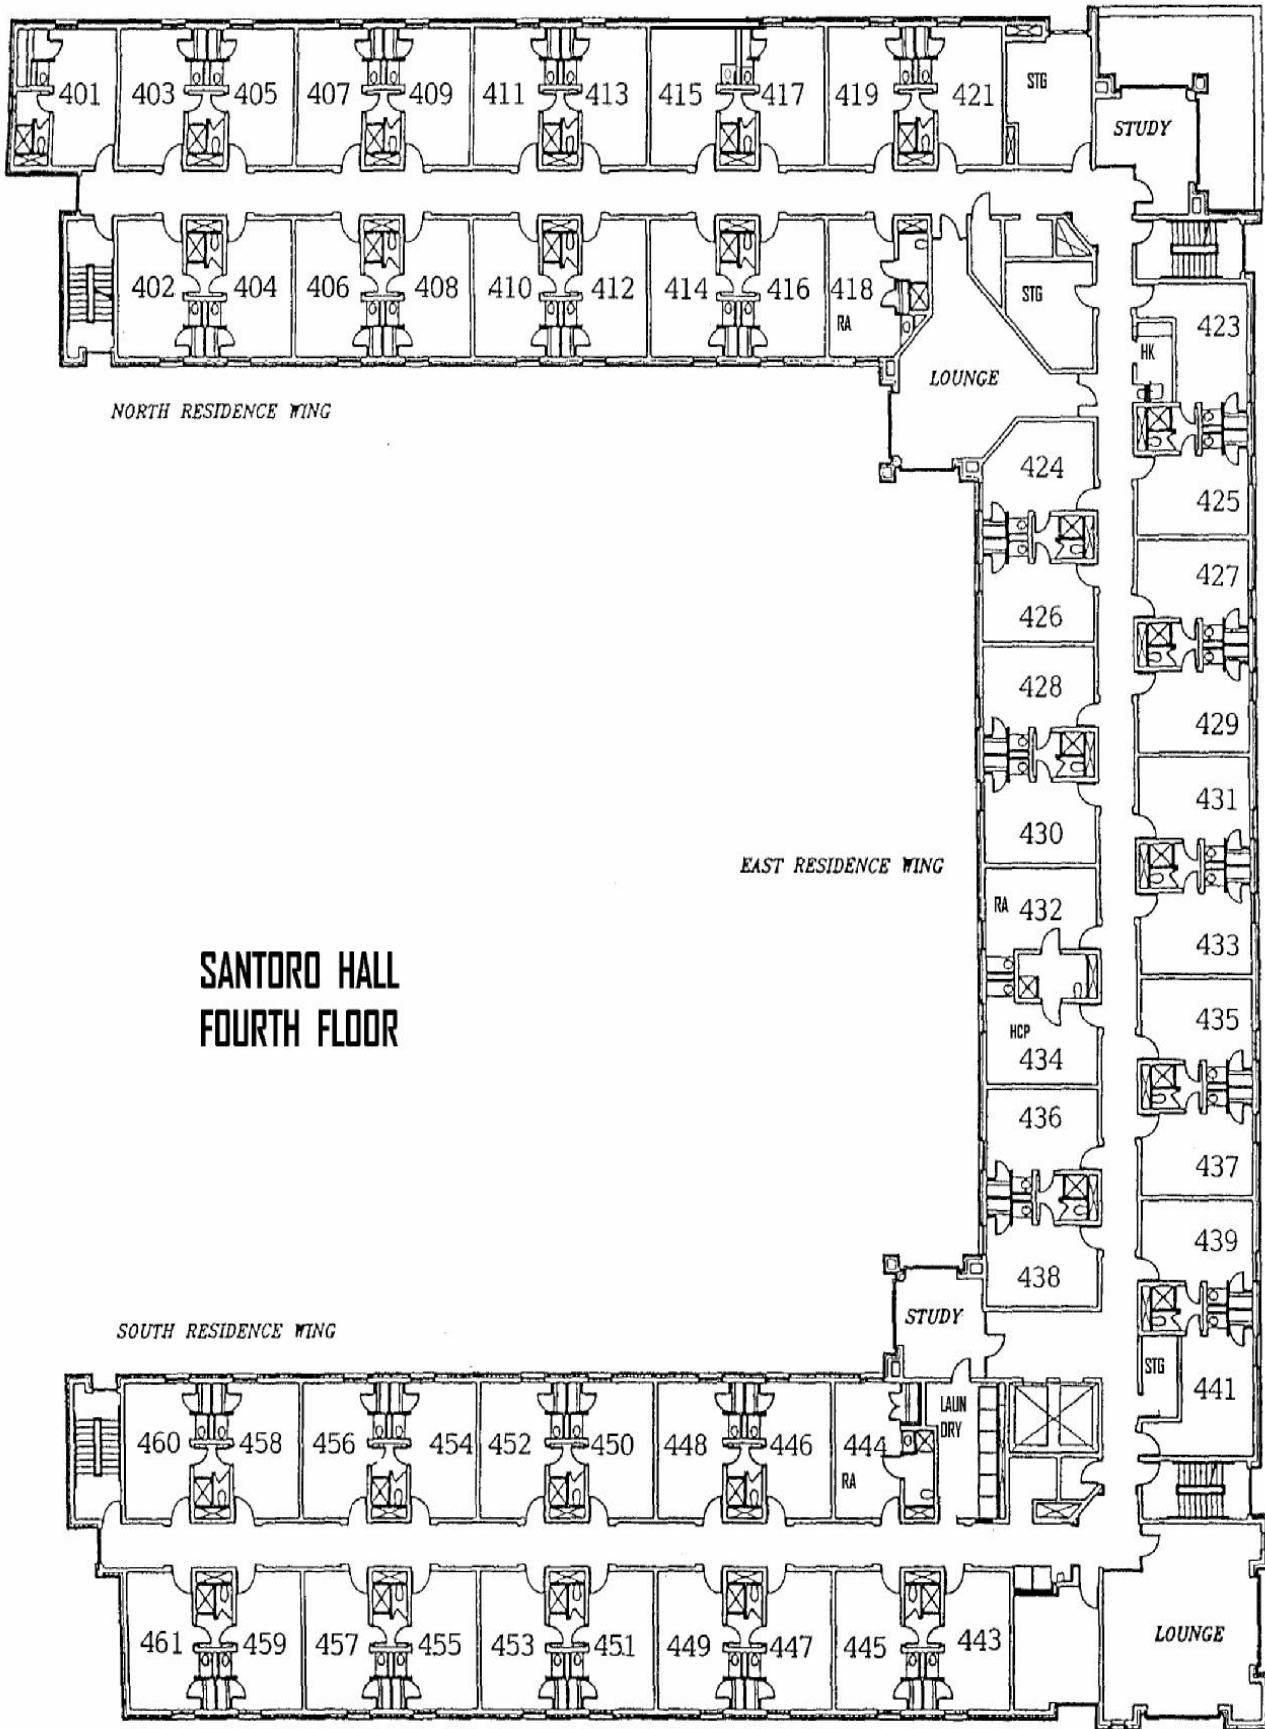 401 403 405 407 409 411 413 415 417 419 421 STG
STUDY
402 404 406 408 410 412 414 416 418
RA
STG
423
HK
LOUNGE
NORTH RESIDENCE WING
424
425
427
426
428
429
431
430
EAST RESIDENCE WING
RA 432
433
SANTORO HALL
FOURTH FLOOR
435
HCP
434
436
437
439
438
STUDY
SOUTH RESIDENCE WING
STG
441
460 458 456 454 452 450 448 446 444
RA
LAUN
DRY
461 459 457 455 453 451 449 447 445 443
LOUNGE